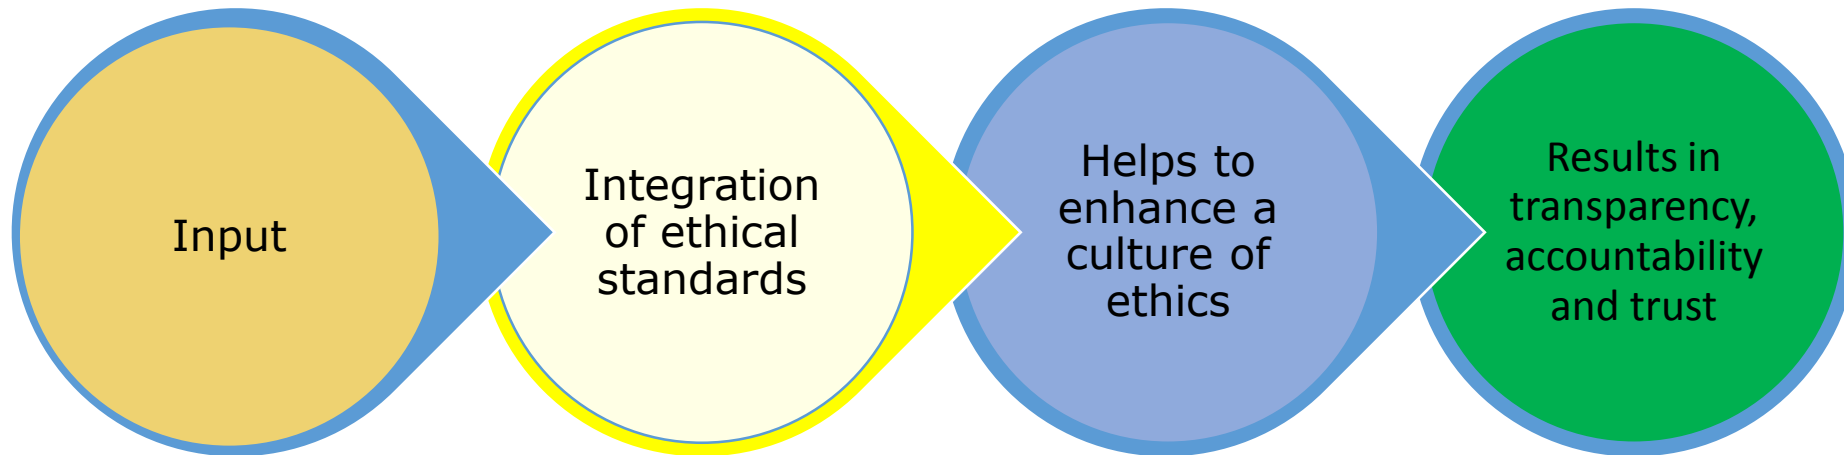 Input
Integration
of ethical
standards
Helps to
enhance a
culture of
ethics
Results in
transparency,
accountability
and trust